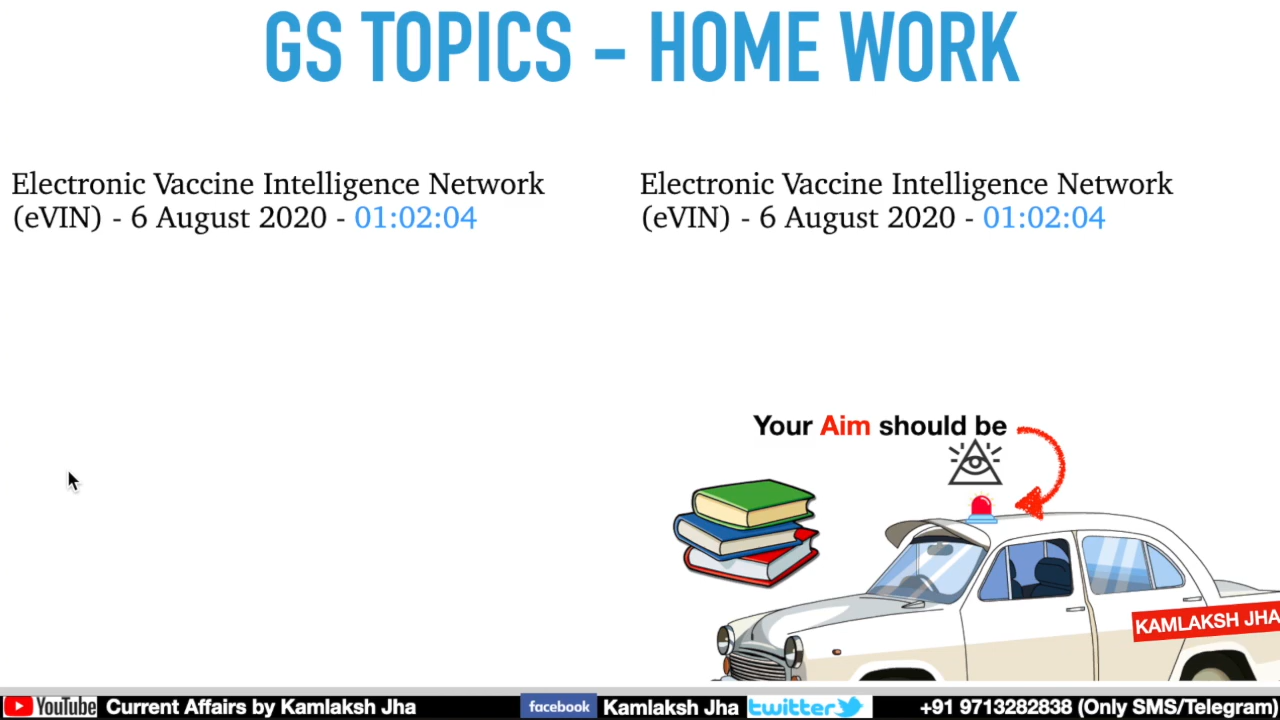 GS TOPICS - HOME WORK
Electronic Vaccine Intelligence Network
(eVIN) - 6 August 2020 - 01:02:04
Electronic Vaccine Intelligence Network
(eVIN) - 6 August 2020 - 01:02:04
Your Aim should be
KAMLAKSH JHA
YouTube Current Affairs by Kamlaksh Jha facebook Kamlaksh Jha twitter +91 9713282838 (Only SMS/Telegram)